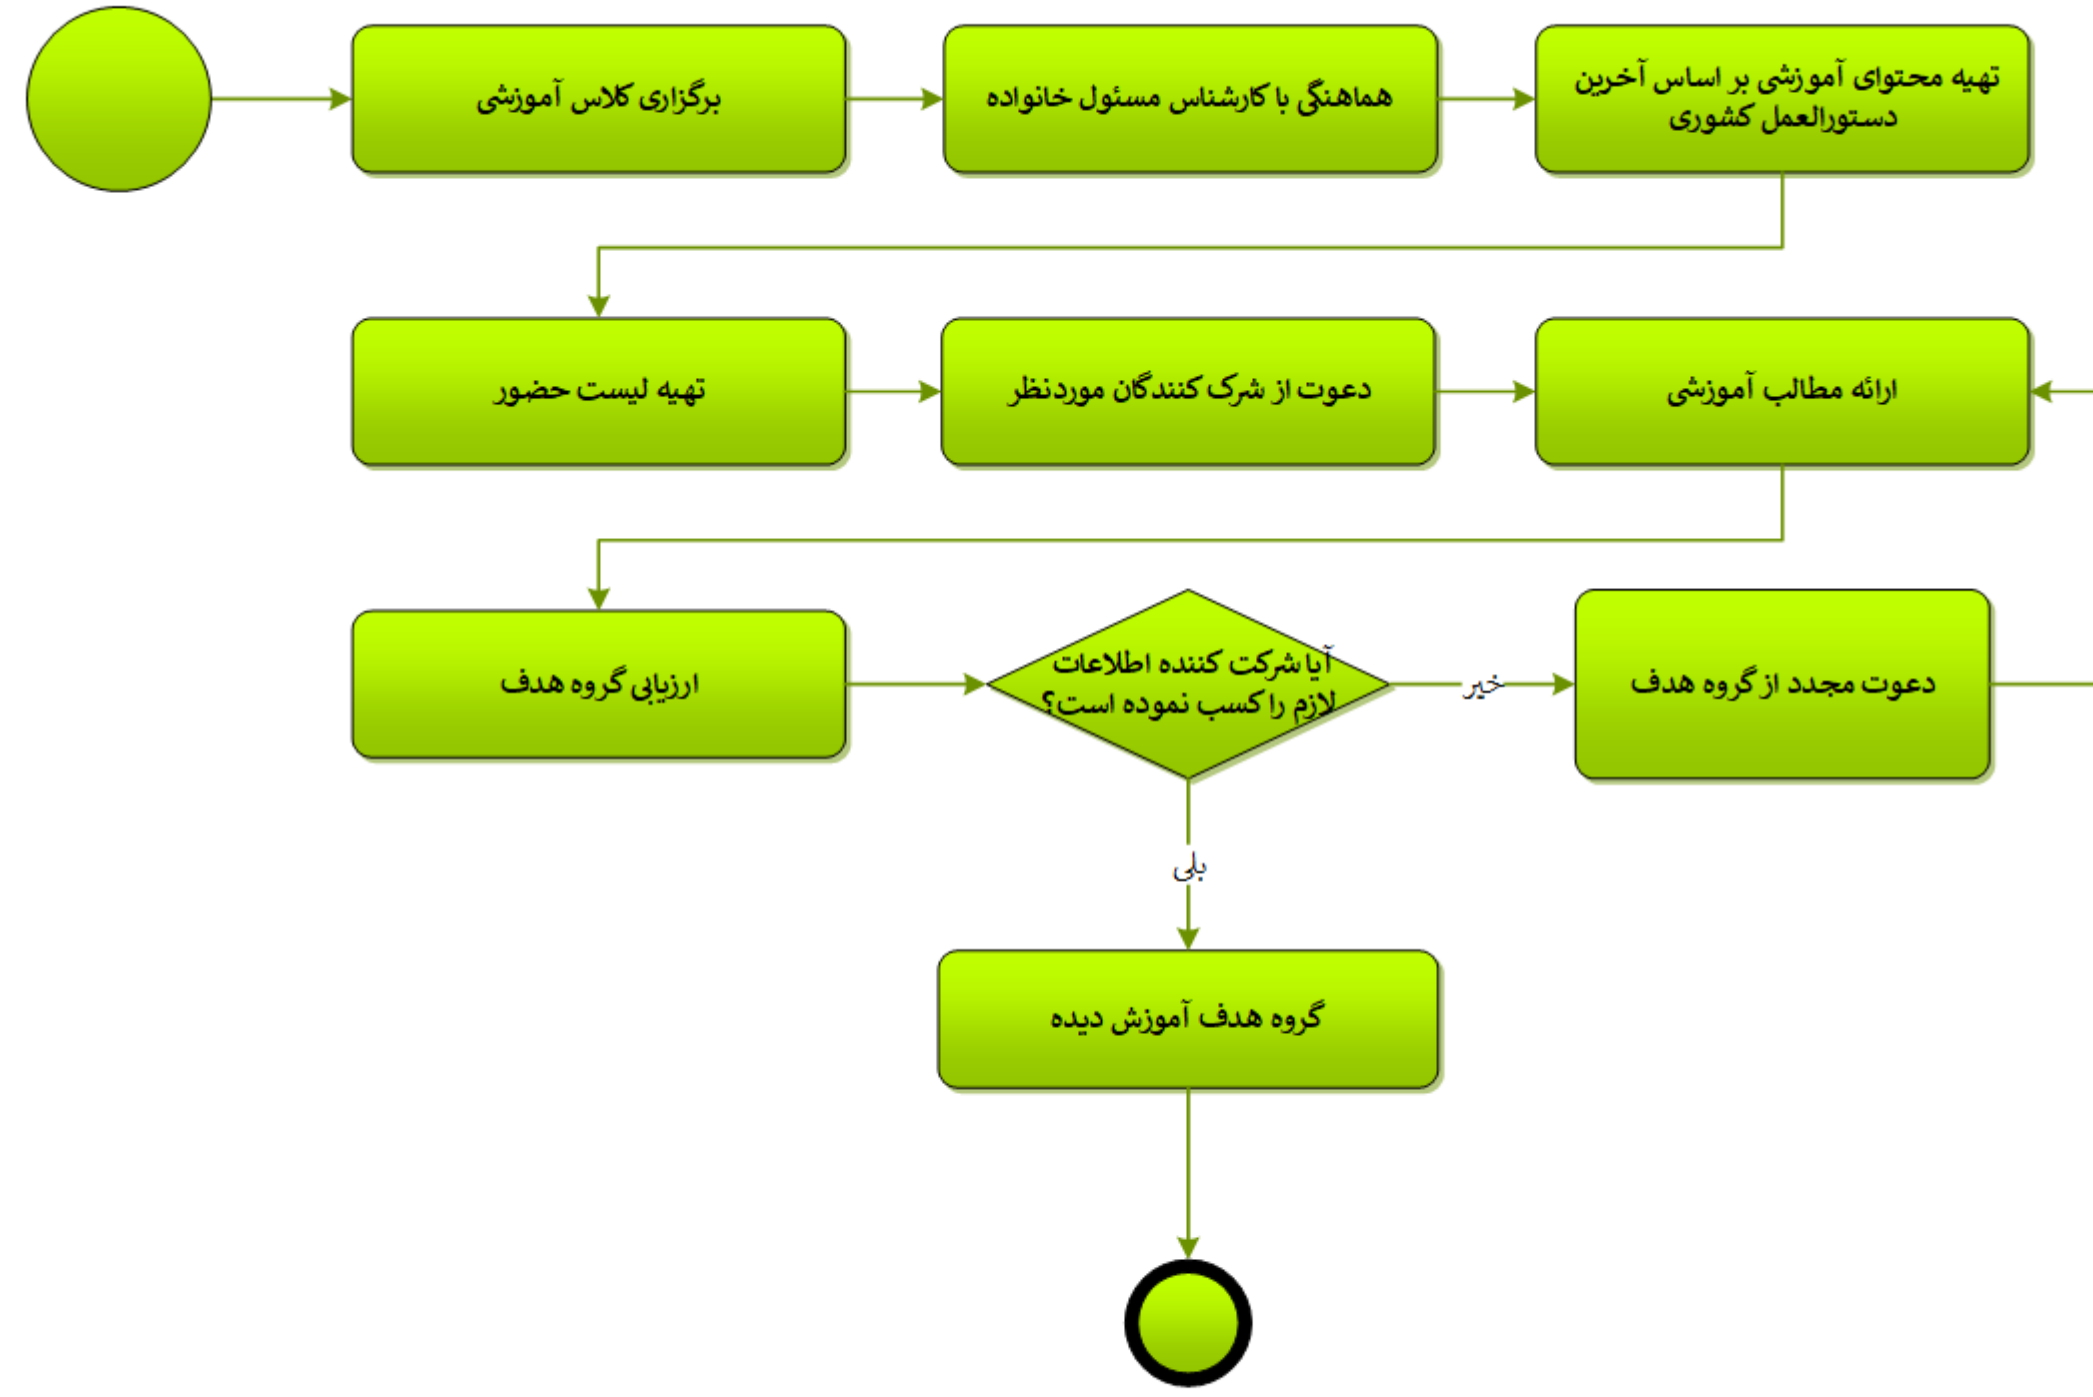 برگزاری کلاس آموزشی
هماهنگی با کارشناس مسئول خانواده
تهیه محتوای آموزشی بر اساس آخرین
دستورالعمل کشوری
تهیه لیست حضور
دعوت از شرک کنندگان موردنظر
ارائه مطالب آموزشی
ارزیابی گروه هدف
آیا شرکت کننده اطلاعات
لازم را کسب نموده است؟
خیر
دعوت مجدد از گروه هدف
بلی
گروه هدف آموزش دیده